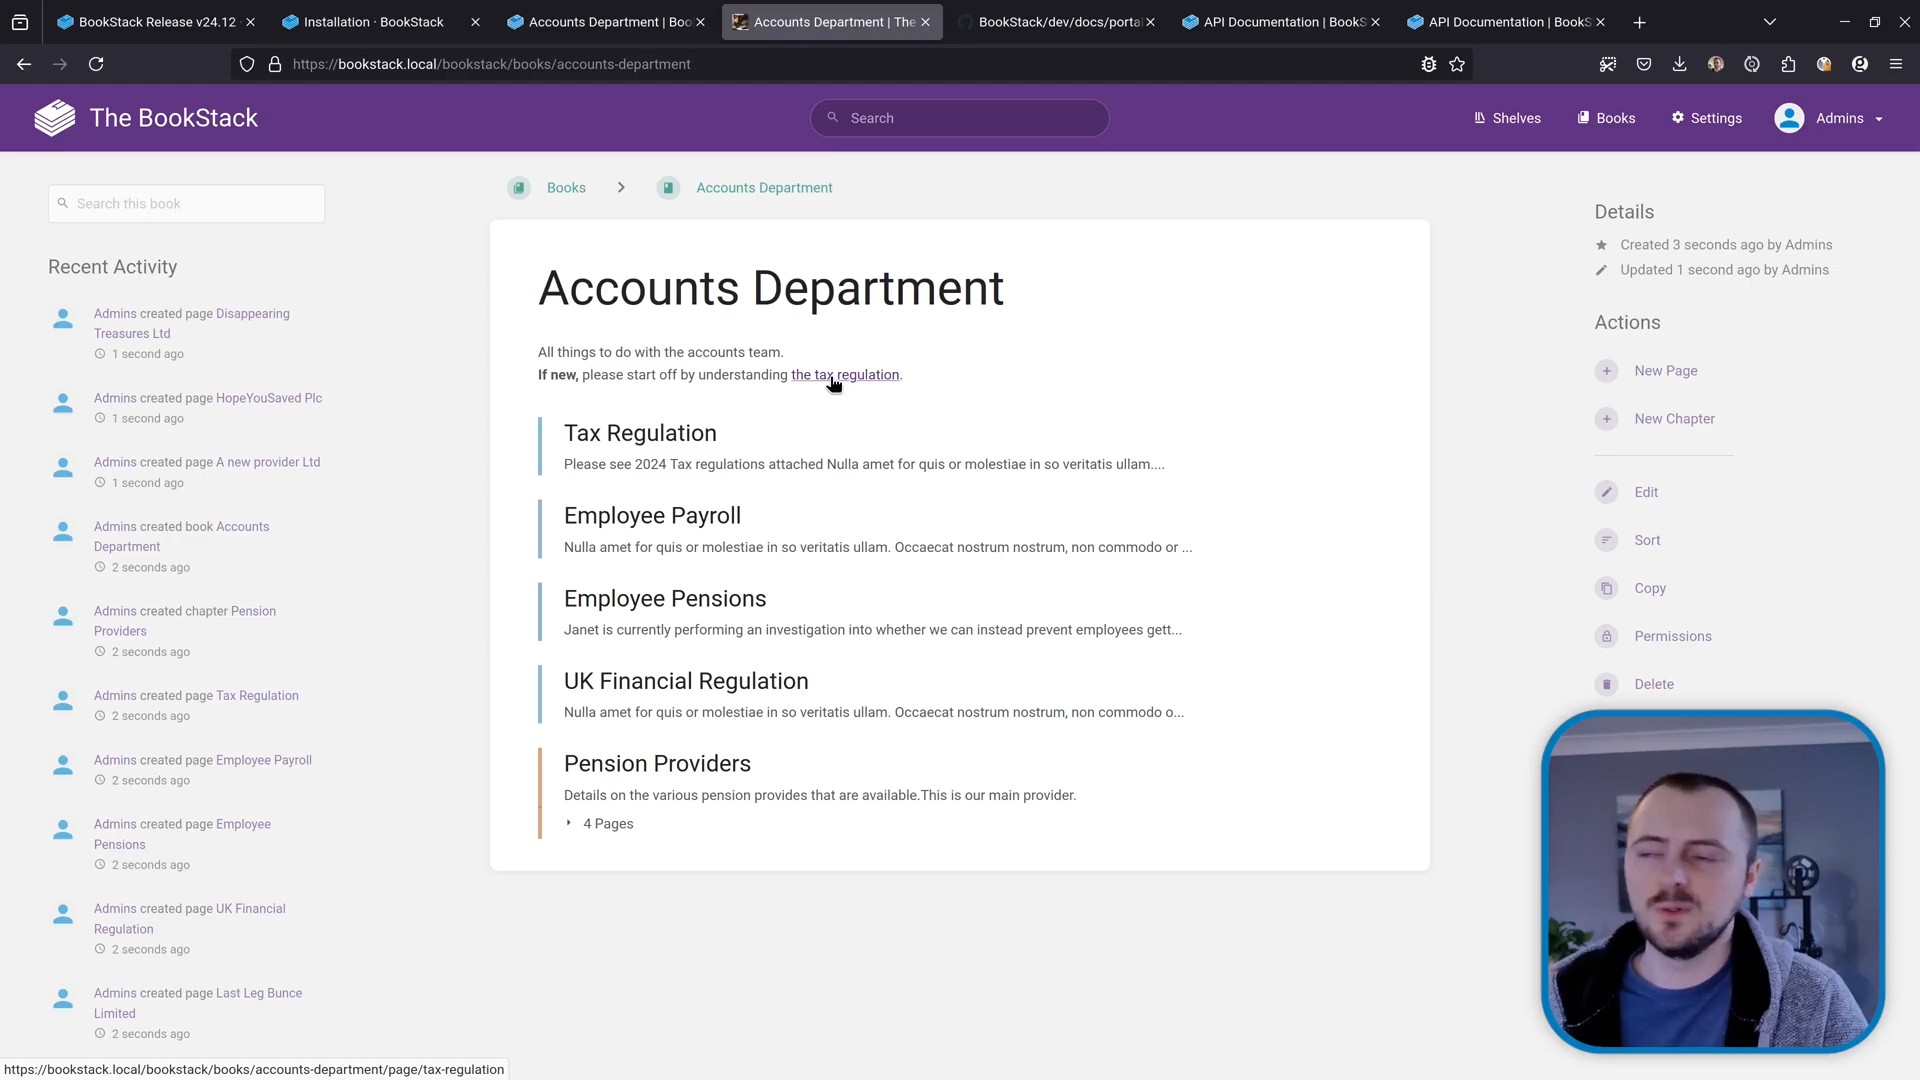 BookStack Release v24.12
Installation · BookStack
Accounts Department | Boo
Accounts Department | The
BookStack/dev/docs/porta
API Documentation | BookS
API Documentation | BookS
https://bookstack.local/bookstack/books/accounts-department
The BookStack
Search
Shelves
Books
Settings
Admins
Search this book
Recent Activity
Admins created page Disappearing
Treasures Ltd
1 second ago
Admins created page HopeYouSaved Plc
1 second ago
Admins created page A new provider Ltd
1 second ago
Admins created book Accounts
Department
2 seconds ago
Admins created chapter Pension
Providers
2 seconds ago
Admins created page Tax Regulation
2 seconds ago
Admins created page Employee Payroll
2 seconds ago
Admins created page Employee
Pensions
2 seconds ago
Admins created page UK Financial
Regulation
2 seconds ago
Admins created page Last Leg Bunce
Limited
2 seconds ago
Books
Accounts Department
Accounts Department
All things to do with the accounts team.
If new, please start off by understanding the tax regulation.
Tax Regulation
Please see 2024 Tax regulations attached Nulla amet for quis or molestiae in so veritatis ullam....
Employee Payroll
Nulla amet for quis or molestiae in so veritatis ullam. Occaecat nostrum nostrum, non commodo or ...
Employee Pensions
Janet is currently performing an investigation into whether we can instead prevent employees gett...
UK Financial Regulation
Nulla amet for quis or molestiae in so veritatis ullam. Occaecat nostrum nostrum, non commodo o...
Pension Providers
Details on the various pension provides that are available.This is our main provider.
4 Pages
Details
Created 3 seconds ago by Admins
Updated 1 second ago by Admins
Actions
New Page
New Chapter
Edit
Sort
Copy
Permissions
Delete
https://bookstack.local/bookstack/books/accounts-department/page/tax-regulation